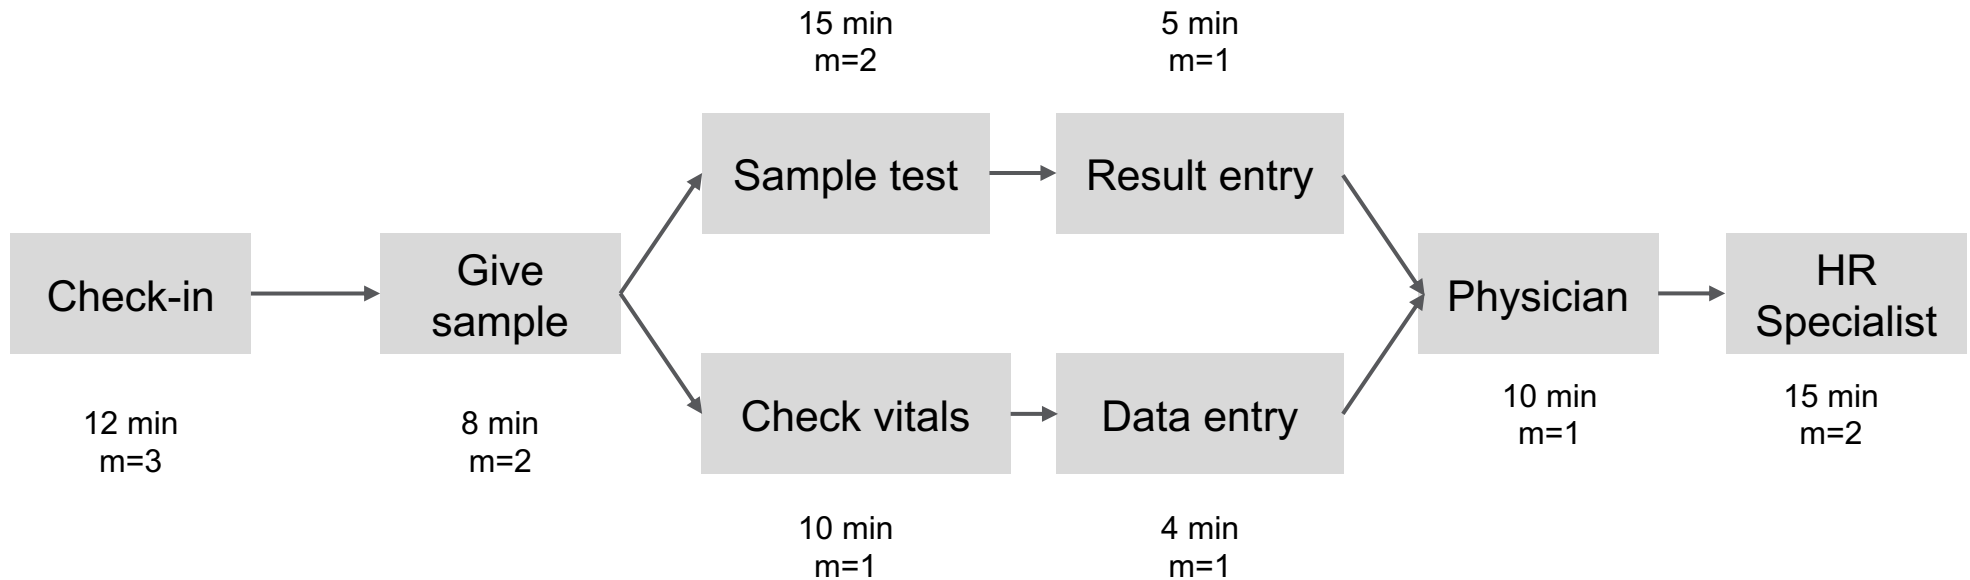 15 min
m=2
5 min
m=1
Sample test
Result entry
Check-in
12 min
m=3
Give
sample
8 min
m=2
Check vitals
10 min
m=1
Data entry
4 min
m=1
Physician
10 min
m=1
HR
Specialist
15 min
m=2